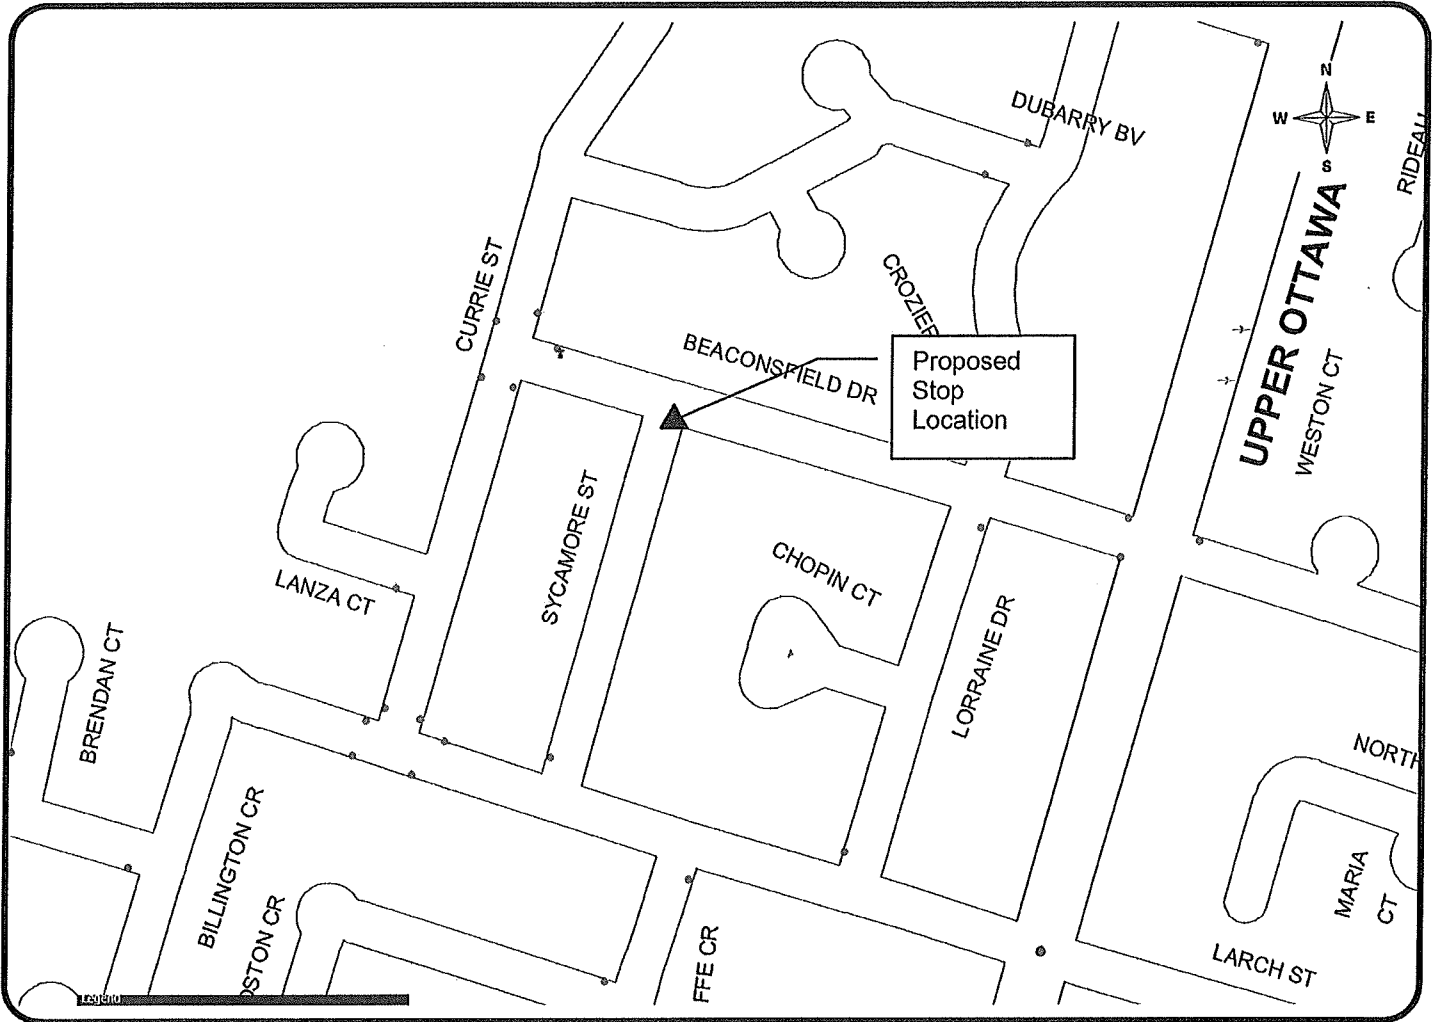 DUBARRY BV
N
W
E
S
RIDEAU
UPPER OTTAWA
CURRIE ST
CROZIER
BEACONSFIELD DR
Proposed
Stop
Location
WESTON CT
SYCAMORE ST
CHOPIN CT
LANZA CT
LORRAINE DR
BRENDAN CT
NORTH
BILLINGTON CR
MARIA
CT
OSTON CR
FFE CR
LARCH ST
Legend